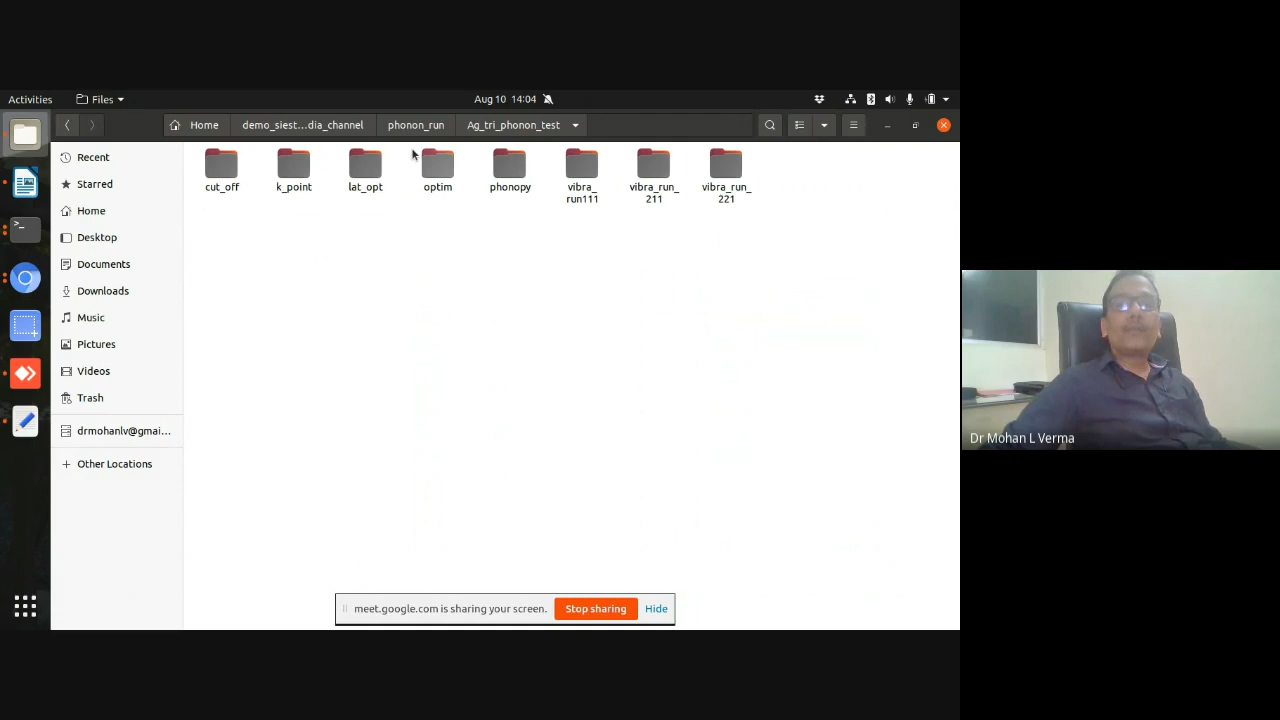 Activities Files Aug 10 14:04
Home demo_siest...dia_channel phonon_run Ag_tri_phonon_test
Recent
Starred
Home
Desktop
Documents
Downloads
Music
Pictures
Videos
Trash
drmohanlv@gmai...
Other Locations
cut_off k_point lat_opt optim phonopy vibra_ vibra_run_ vibra_run_
run111 211 221
meet.google.com is sharing your screen. Stop sharing Hide
Dr Mohan L Verma